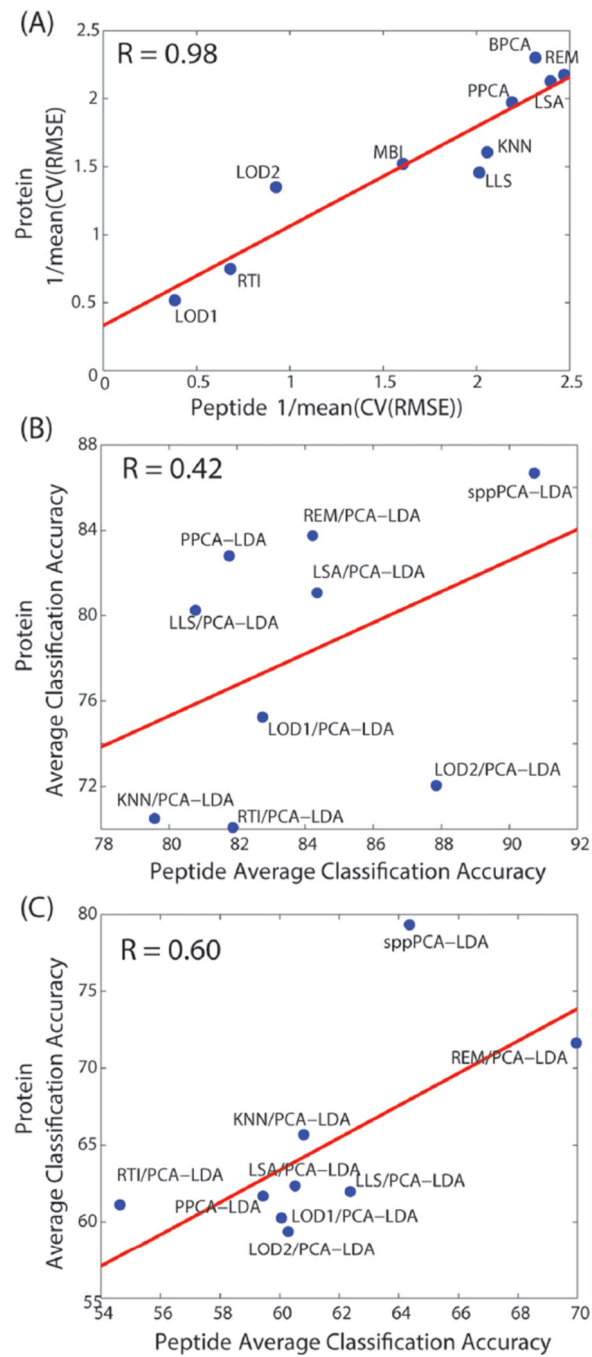 (A)
R = 0.98
2.5
2
1.5
1
0.5
0
0.5
1
1.5
2
2.5
BPCA
REM
PPCA
LSA
KNN
MBI
LLS
LOD2
RTI
LOD1
Protein
1/mean(CV(RMSE)
Peptide 1/mean(CV(RMSE))
(B)
R = 0.42
88
84
80
76
72
78
80
82
84
86
88
90
92
sppPCA-LDA
REM/PCA-LDA
PPCA-LDA
LSA/PCA-LDA
LLS/PCA-LDA
LOD1/PCA-LDA
LOD2/PCA-LDA
KNN/PCA-LDA
RTI/PCA-LDA
Protein
Average Classification Accuracy
Peptide Average Classification Accuracy
(C)
R = 0.60
80
75
70
65
60
55
54
56
58
60
62
64
66
68
70
sppPCA-LDA
REM/PCA-LDA
KNN/PCA-LDA
RTI/PCA-LDA
LSA/PCA-LDA
LLS/PCA-LDA
PPCA-LDA
LOD1/PCA-LDA
LOD2/PCA-LDA
Protein
Average Classification Accuracy
Peptide Average Classification Accuracy